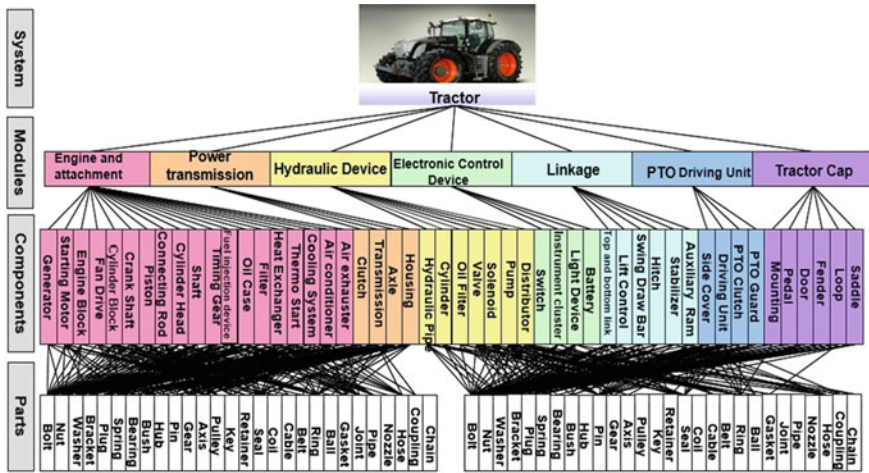 System
Tractor
Modules
Engine and
attachment
Power
transmission
Hydraulic Device
Electronic Control
Device
Linkage
PTO Driving Unit
Tractor Cap
Components
Generator
Starting Motor
Engine Block
Fan Drive
Cylinder Block
Crank Shaft
Piston
Connecting Rod
Cylinder Head
Shaft
Timing Gear
Fuel injection device
Oil Case
Filter
Heat Exchanger
Thermo Start
Cooling System
Air conditioner
Air exhauster
Clutch
Transmission
Axle
Housing
Hydraulic Pipe
Cylinder
Oil Filter
Valve
Solenoid
Pump
Distributor
Switch
Instrument cluster
Light Device
Battery
Top and bottom link
Lift Control
Swing Draw Bar
Hitch
Stabilizer
Auxiliary Ram
Side Cover
Driving Unit
PTO Clutch
PTO Guard
Mounting
Pedal
Door
Fender
Loop
Saddle
Parts
Bolt
Nut
Washer
Bracket
Plug
Spring
Bearing
Bush
Hub
Pin
Gear
Axis
Pulley
Key
Retainer
Seal
Coil
Cable
Belt
Ring
Ball
Gasket
Joint
Pipe
Nozzle
Hose
Coupling
Chain
Bolt
Nut
Washer
Bracket
Plug
Spring
Bearing
Bush
Hub
Pin
Gear
Axis
Pulley
Key
Retainer
Seal
Coil
Cable
Belt
Ring
Ball
Gasket
Joint
Pipe
Nozzle
Hose
Coupling
Chain